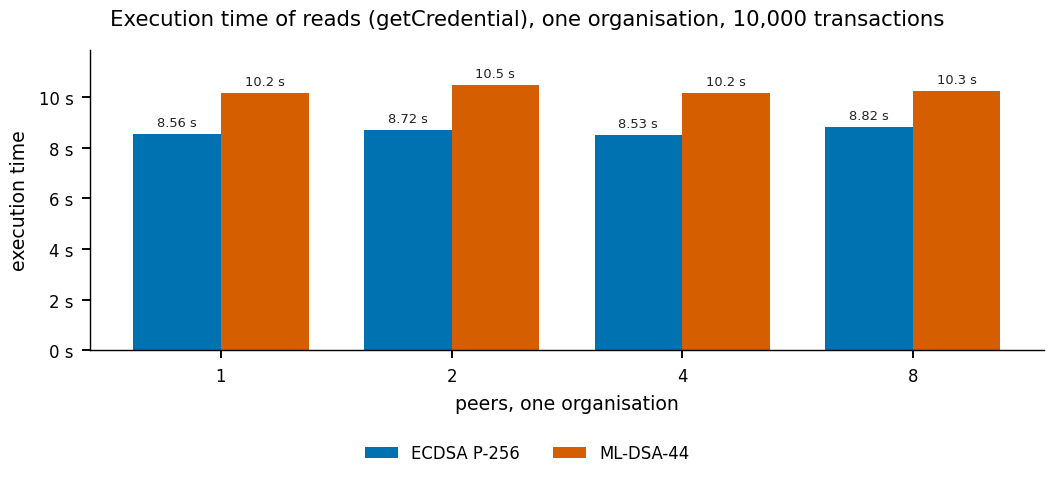 Execution time of reads (getCredential), one organisation, 10,000 transactions
execution time
10 s
8 s
6 s
4 s
2 s
0 s
8.56 s
10.2 s
8.72 s
10.5 s
8.53 s
10.2 s
8.82 s
10.3 s
1
2
4
8
peers, one organisation
ECDSA P-256
ML-DSA-44